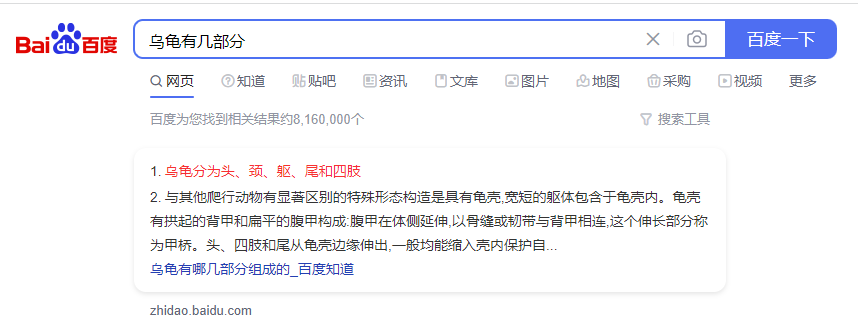 Bai du 百度
乌龟有几部分
百度一下
网页 知道 贴吧 资讯 文库 图片 地图 采购 视频 更多
百度为您找到相关结果约8,160,000个 搜索工具
1. 乌龟分为头、颈、躯、尾和四肢
2. 与其他爬行动物有显著区别的特殊形态构造是具有龟壳,宽短的躯体包含于龟壳内。龟壳
有拱起的背甲和扁平的腹甲构成:腹甲在体侧延伸,以骨缝或韧带与背甲相连,这个伸长部分称
为甲桥。头、四肢和尾从龟壳边缘伸出,一般均能缩入壳内保护自...
乌龟有哪几部分组成的_百度知道
zhidao.baidu.com